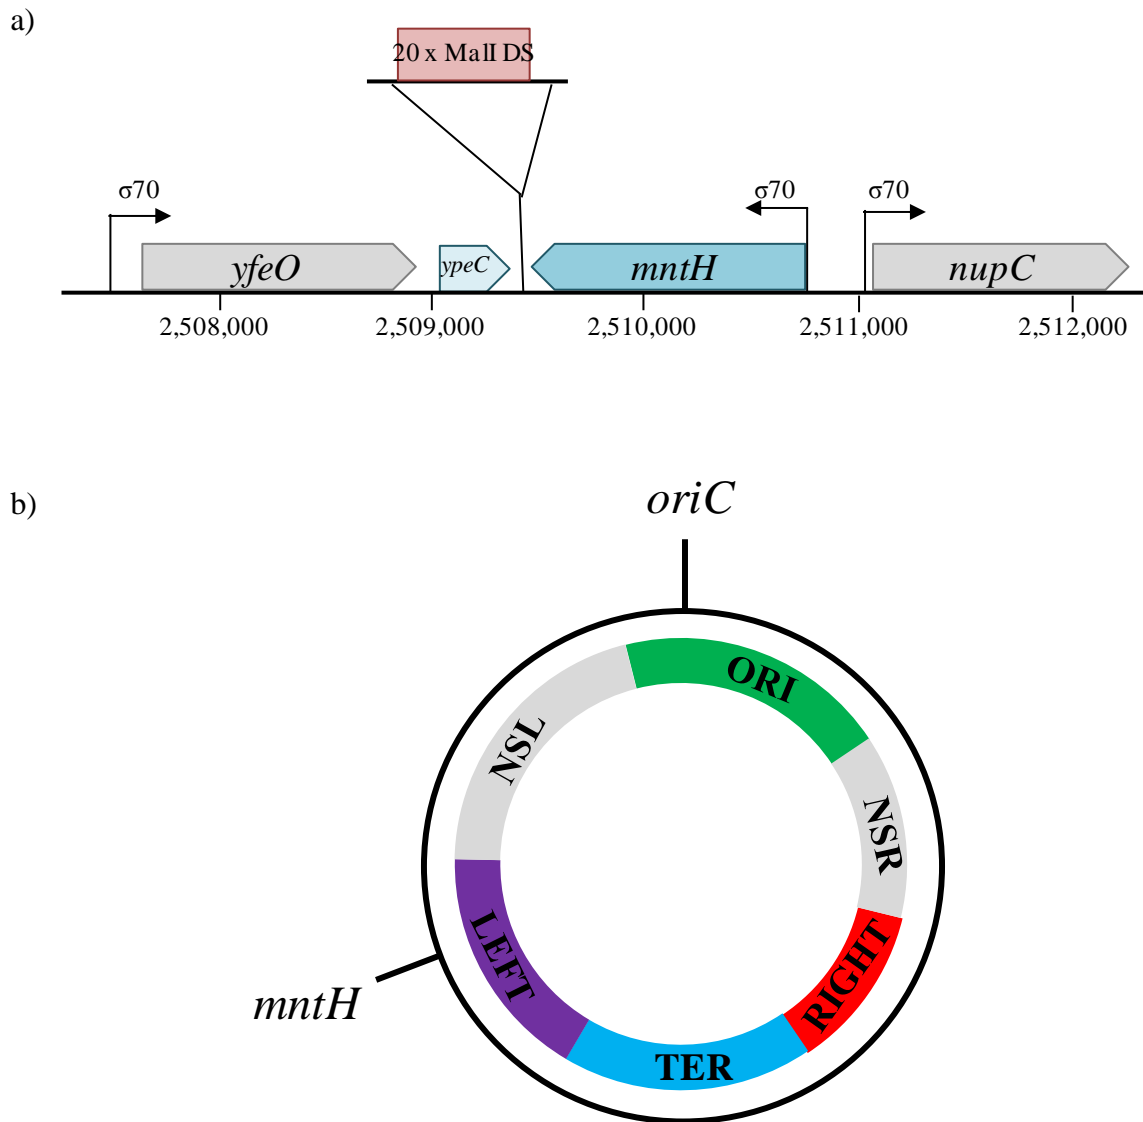 a)
20 x MalI DS
σ70 σ70 σ70
yfeO ypeC mntH nupC
2,508,000 2,509,000 2,510,000 2,511,000 2,512,000
b)
oriC
ORI
NSL
NSR
LEFT
RIGHT
mntH
TER